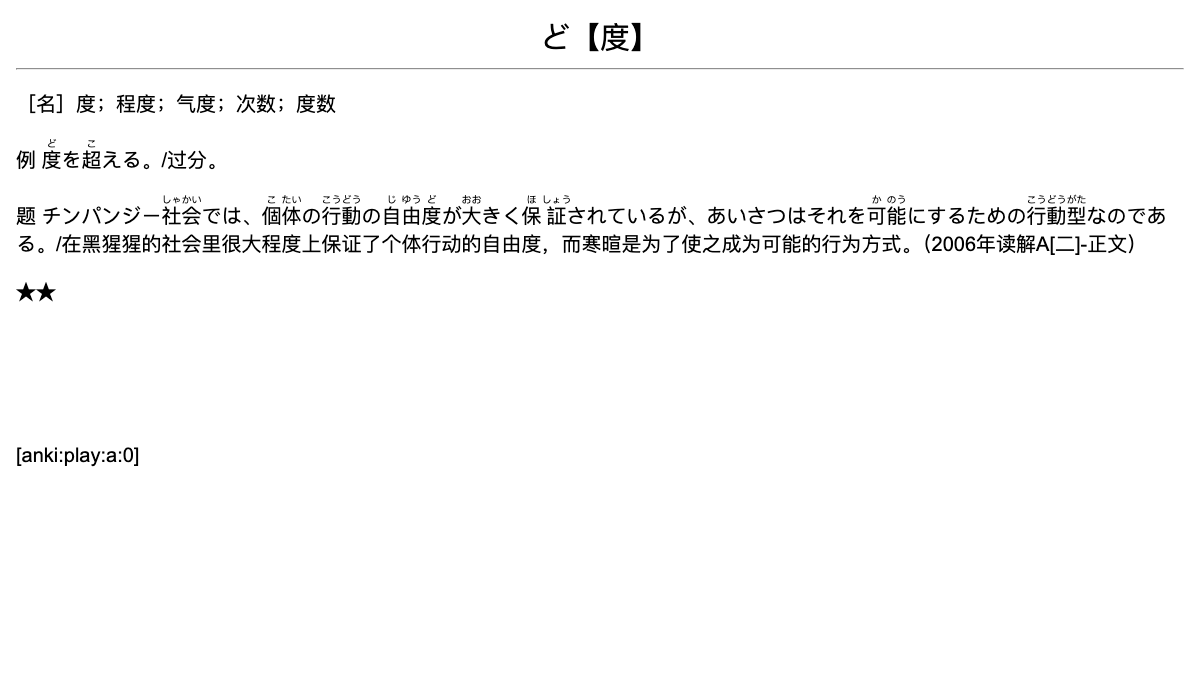 ど【度】
［名］度；程度；气度；次数；度数
ど こ
例 度を超える。/过分。
しゃかい こ たい こうどう じ ゆう ど おお ほ しょう か のう こうどうがた
题 チンパンジー社会では、個体の行動の自由度が大きく保証されているが、あいさつはそれを可能にするための行動型なのであ
る。/在黑猩猩的社会里很大程度上保证了个体行动的自由度，而寒暄是为了使之成为可能的行为方式。（2006年读解A[二]-正文）
★★
[anki:play:a:0]